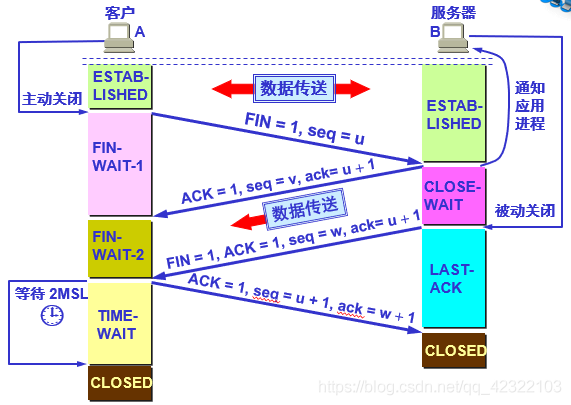 客户
A
服务器
B
主动关闭
ESTAB-
LISHED
数据传送
ESTAB-
LISHED
通知
应用
进程
FIN = 1, seq = u
FIN-
WAIT-1
ACK = 1, seq = v, ack= u + 1
CLOSE-
WAIT
数据传送
被动关闭
FIN-
WAIT-2
FIN = 1, ACK = 1, seq = w, ack= u + 1
LAST-
ACK
等待 2MSL
ACK = 1, seq = u + 1, ack = w + 1
TIME-
WAIT
CLOSED
CLOSED
https://blog.csdn.net/qq_42322103